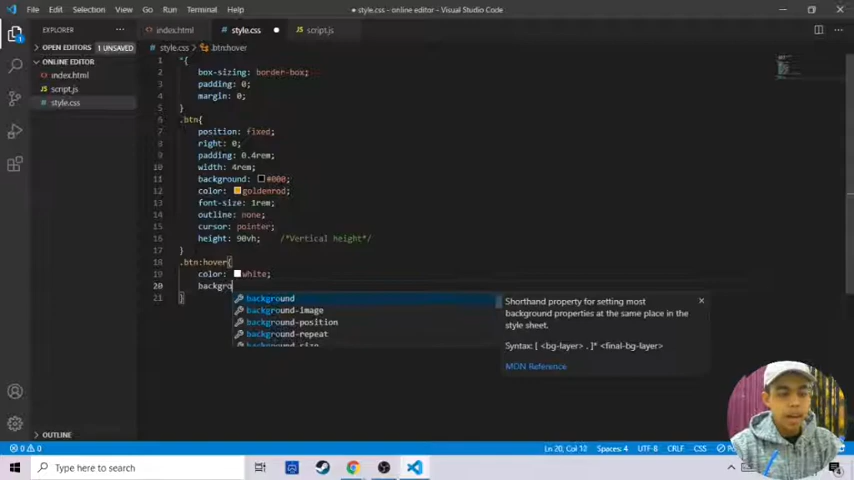 File Edit Selection View Go Run Terminal Help
● style.css - online editor - Visual Studio Code
EXPLORER ...
index.html
style.css
script.js
OPEN EDITORS 1 UNSAVED
ONLINE EDITOR
index.html
script.js
style.css
style.css > .btn:hover
1 *{
2 box-sizing: border-box;
3 padding: 0;
4 margin: 0;
5 }
6 .btn{
7 position: fixed;
8 right: 0;
9 padding: 0.4rem;
10 width: 4rem;
11 background: #000;
12 color: goldenrod;
13 font-size: 1rem;
14 outline: none;
15 cursor: pointer;
16 height: 90vh; /*Vertical height*/
17 }
18 .btn:hover{
19 color: white;
20 backgro
21 }
background
background-image
background-position
background-repeat
background-size
Shorthand property for setting most
background properties at the same place in the
style sheet.
Syntax: [ <bg-layer> , ]* <final-bg-layer>
MDN Reference
OUTLINE
0 0
Ln 20, Col 12 Spaces: 4 UTF-8 CRLF CSS
Type here to search
4